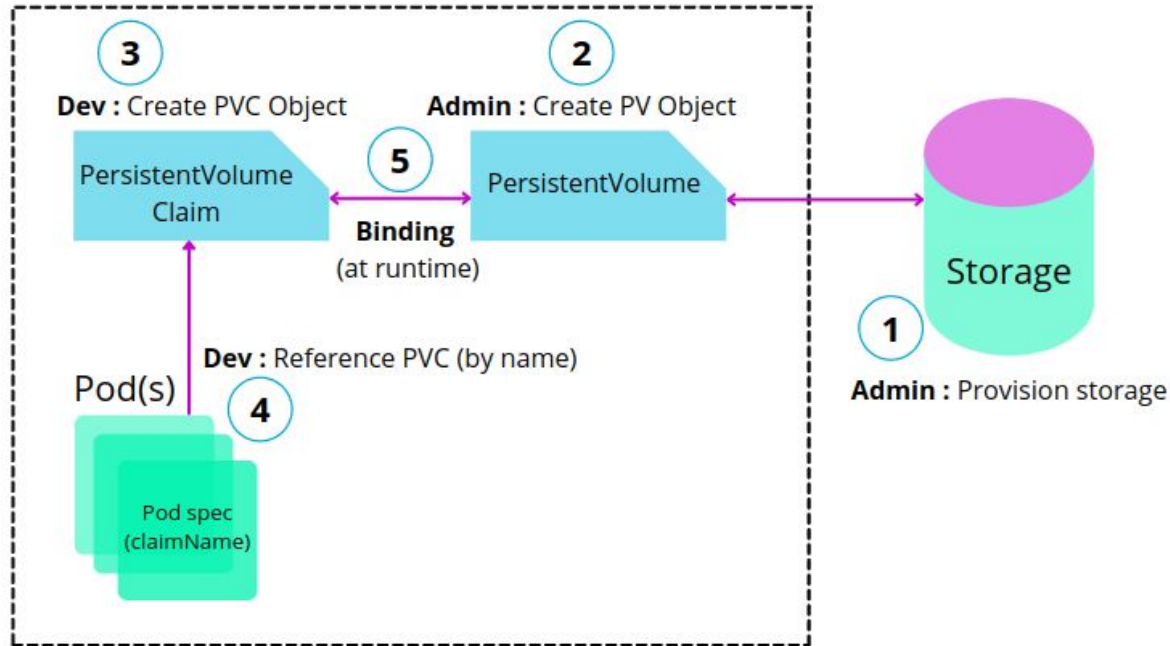 3
Dev : Create PVC Object
PersistentVolume
Claim
2
Admin : Create PV Object
PersistentVolume
5
Binding
(at runtime)
Storage
1
Admin : Provision storage
Dev : Reference PVC (by name)
4
Pod(s)
Pod spec
(claimName)